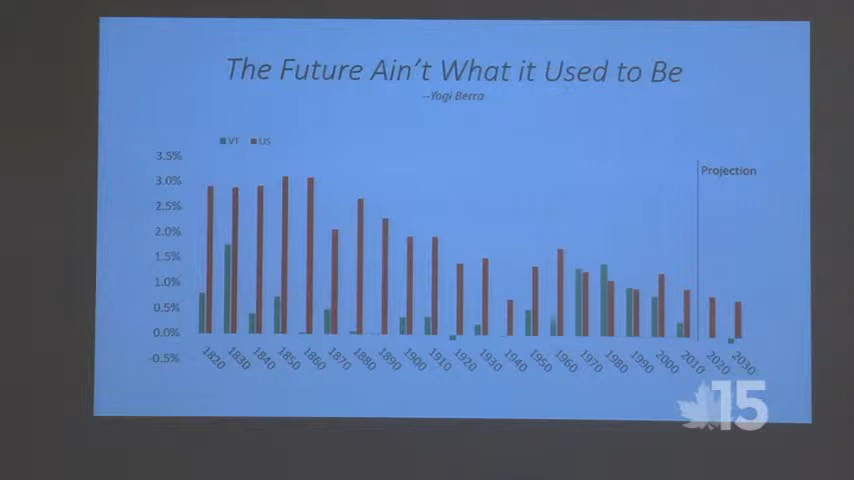 The Future Ain't What it Used to Be
--Yogi Berra
VT US
3.5%
3.0%
2.5%
2.0%
1.5%
1.0%
0.5%
0.0%
-0.5%
Projection
1820 1830 1840 1850 1860 1870 1880 1890 1900 1910 1920 1930 1940 1950 1960 1970 1980 1990 2000 2010 2020 2030
15